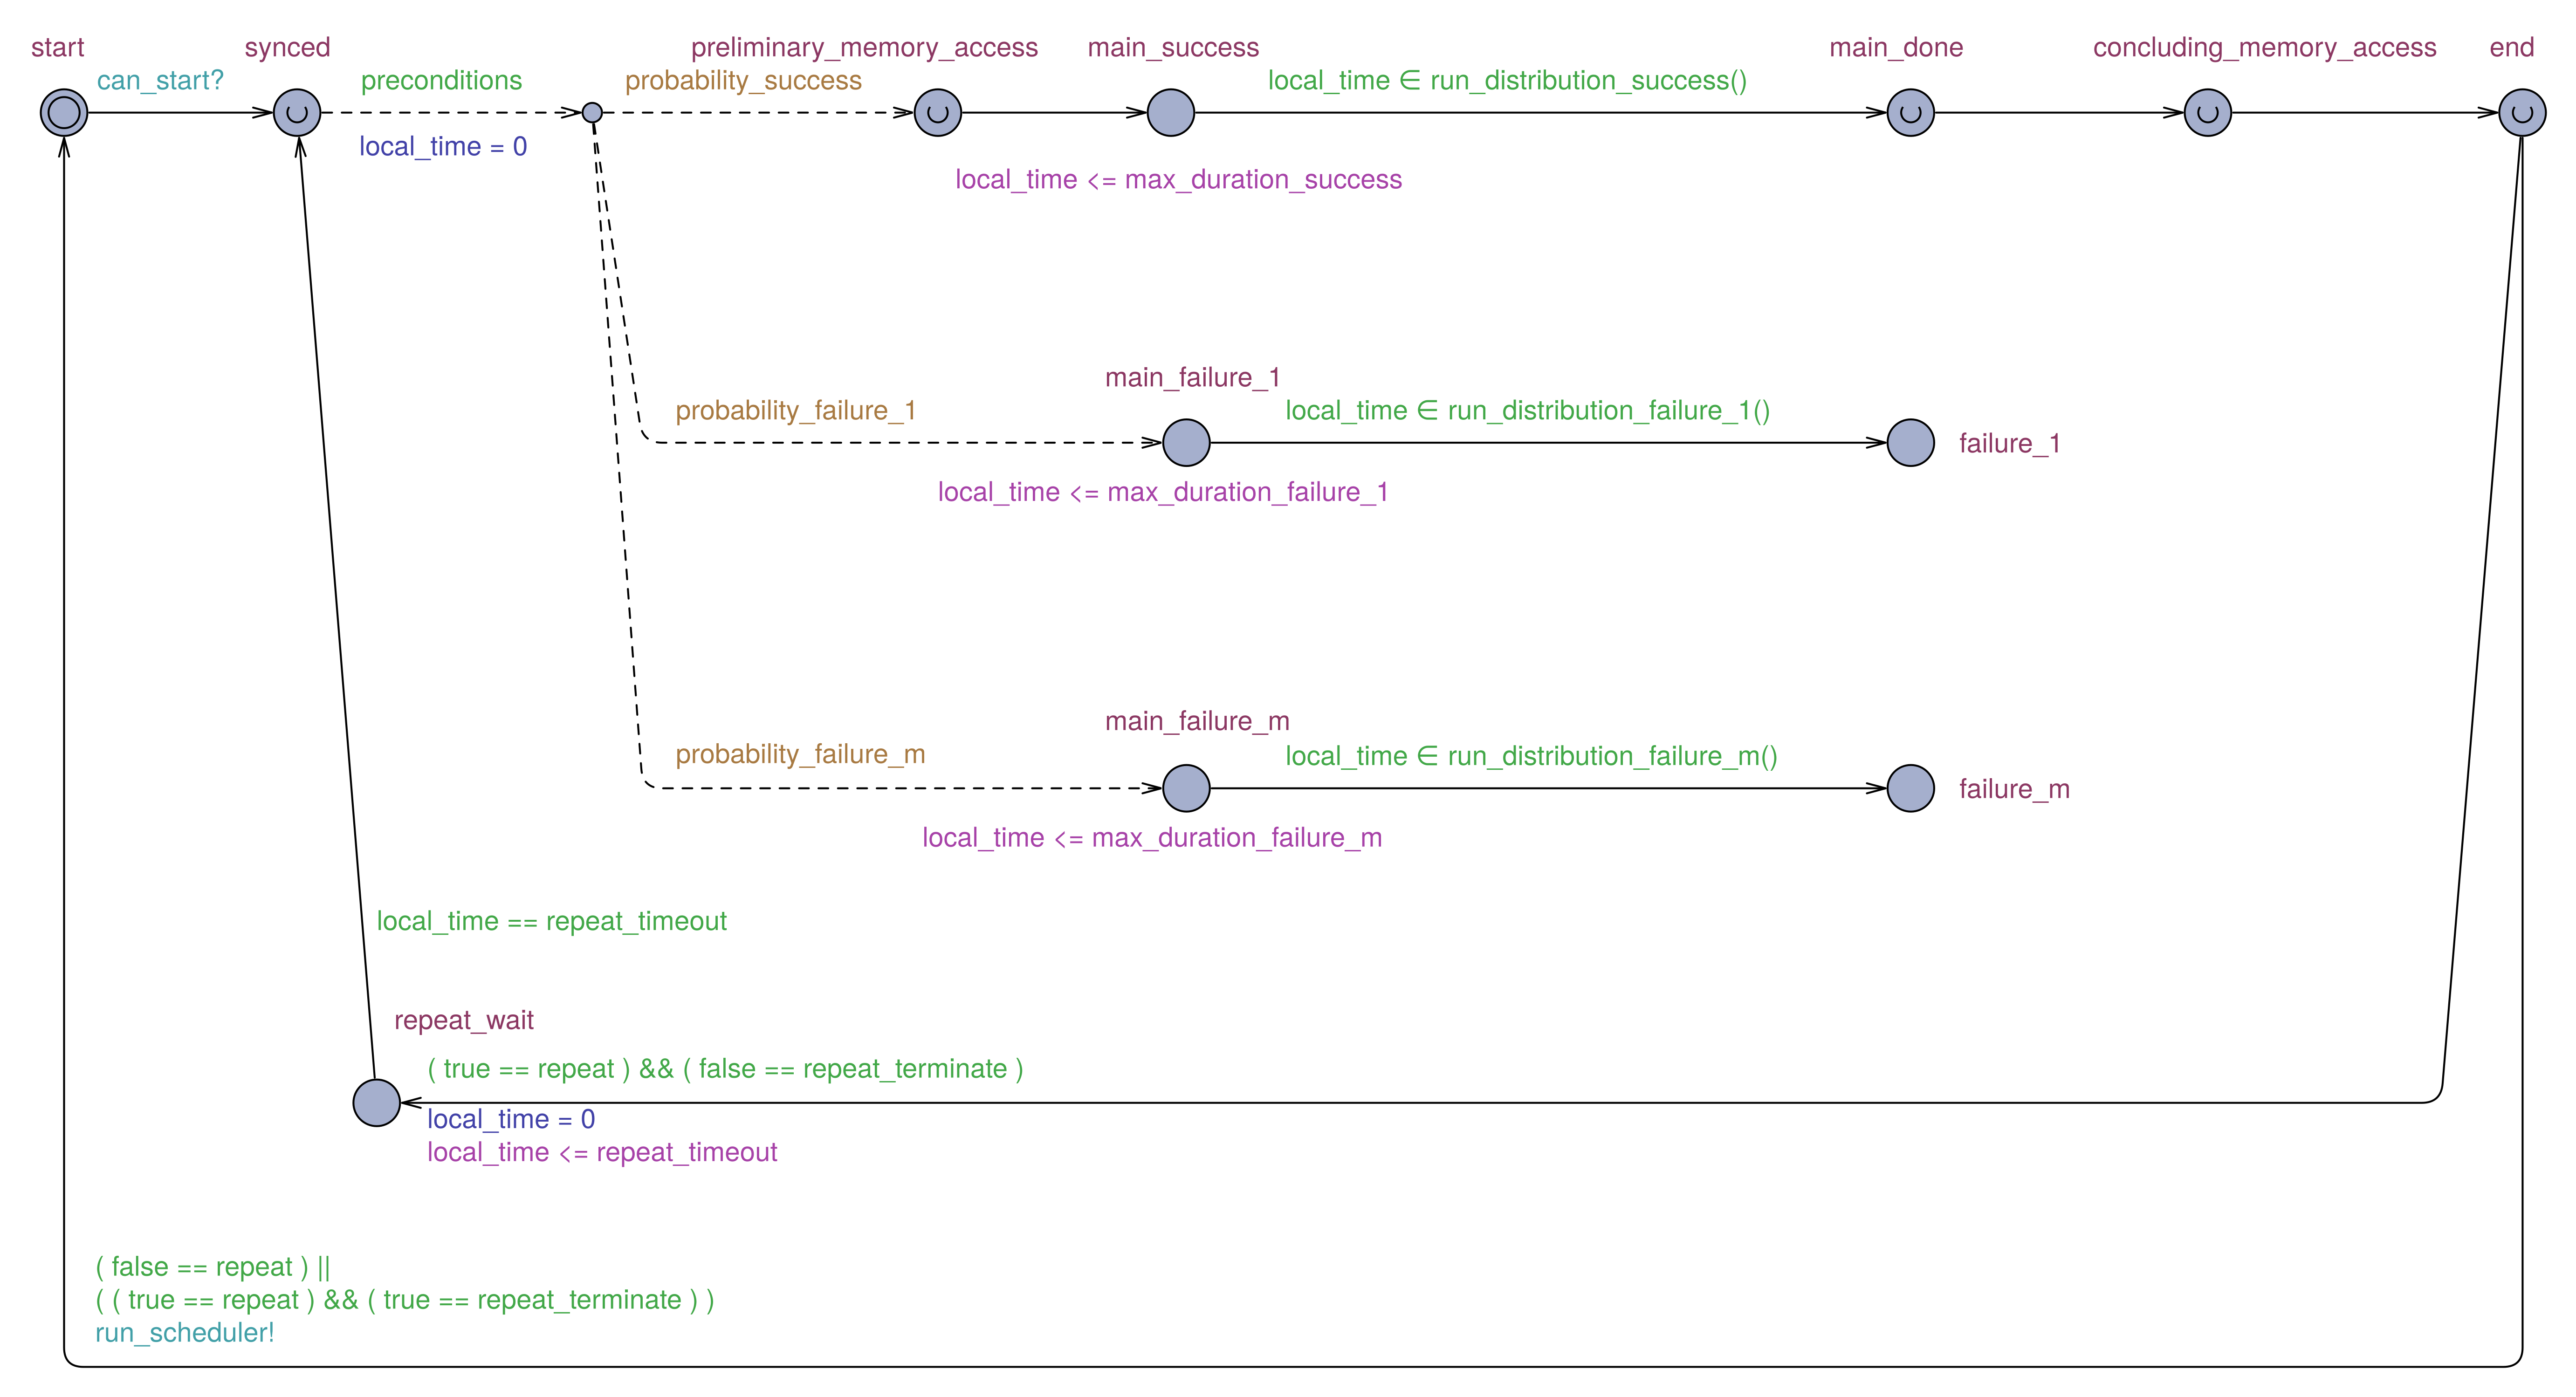 start
synced
preliminary_memory_access
main_success
main_done
concluding_memory_access
end
can_start?
preconditions
probability_success
local_time ∈ run_distribution_success()
local_time = 0
local_time <= max_duration_success
main_failure_1
probability_failure_1
local_time ∈ run_distribution_failure_1()
failure_1
local_time <= max_duration_failure_1
main_failure_m
probability_failure_m
local_time ∈ run_distribution_failure_m()
failure_m
local_time <= max_duration_failure_m
local_time == repeat_timeout
repeat_wait
( true == repeat ) && ( false == repeat_terminate )
local_time = 0
local_time <= repeat_timeout
( false == repeat ) ||
( ( true == repeat ) && ( true == repeat_terminate ) )
run_scheduler!